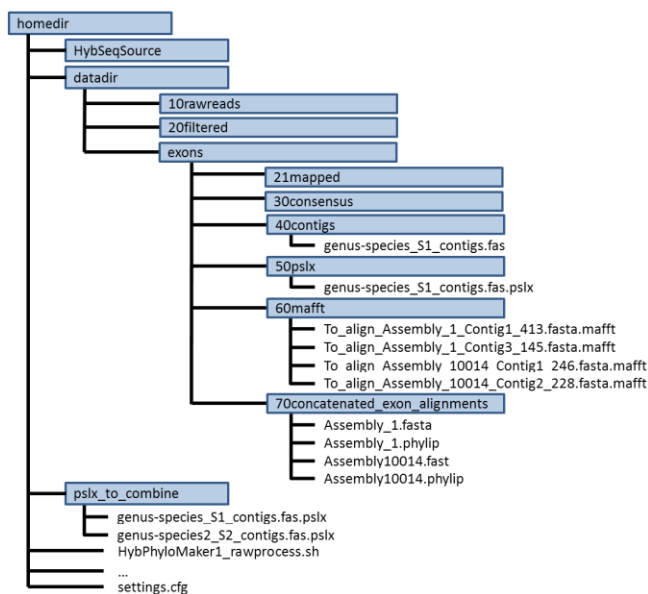 homedir
HybSeqSource
datadir
10rawreads
20filtered
exons
21mapped
30consensus
40contigs
genus-species_S1_contigs.fas
50pslx
genus-species_S1_contigs.fas.pslx
60mafft
To_align_Assembly_1_Contig1_413.fasta.mafft
To_align_Assembly_1_Contig3_145.fasta.mafft
To_align_Assembly_10014_Contig1_246.fasta.mafft
To_align_Assembly_10014_Contig2_228.fasta.mafft
70concatenated_exon_alignments
Assembly_1.fasta
Assembly_1.phylip
Assembly10014.fast
Assembly10014.phylip
pslx_to_combine
genus-species_S1_contigs.fas.pslx
genus-species2_S2_contigs.fas.pslx
HybPhyloMaker1_rawprocess.sh
...
settings.cfg